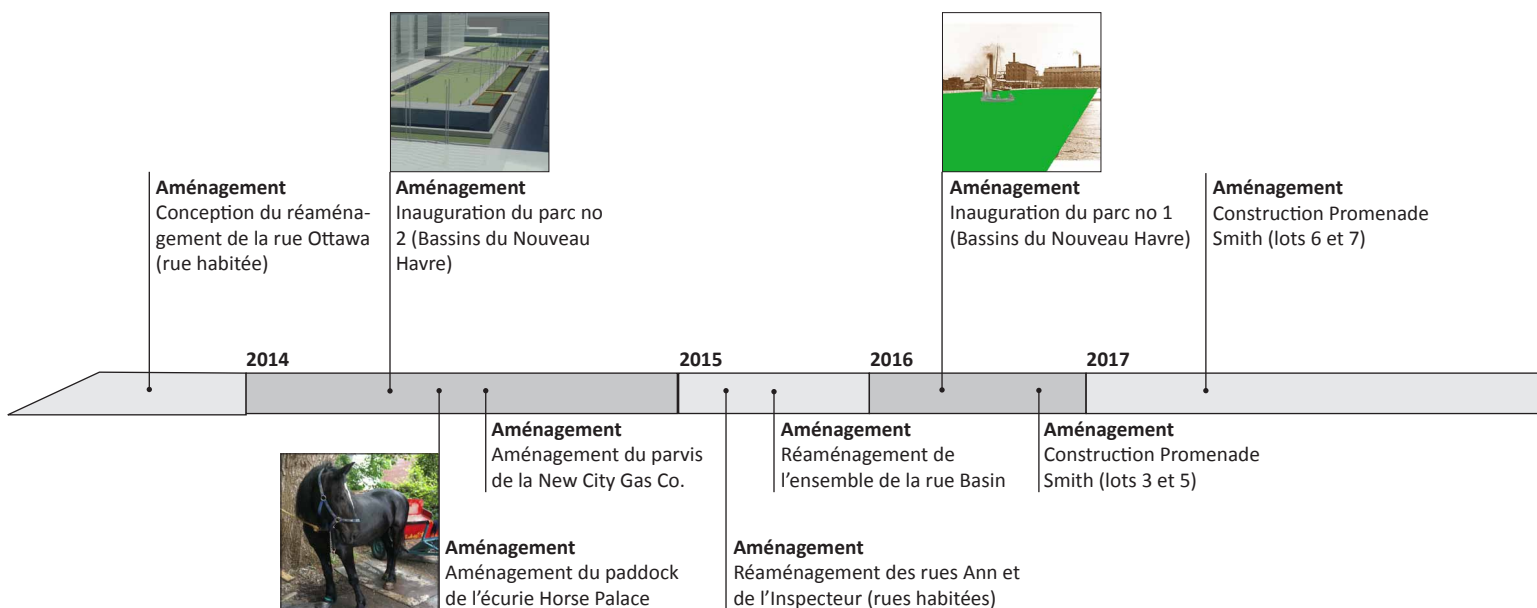 Aménagement
Conception du réaména-
gement de la rue Ottawa
(rue habitée)
Aménagement
Inauguration du parc no
2 (Bassins du Nouveau
Havre)
Aménagement
Inauguration du parc no 1
(Bassins du Nouveau Havre)
Aménagement
Construction Promenade
Smith (lots 6 et 7)
2014
2015
2016
2017
Aménagement
Aménagement du parvis
de la New City Gas Co.
Aménagement
Réaménagement de
l’ensemble de la rue Basin
Aménagement
Construction Promenade
Smith (lots 3 et 5)
Aménagement
Aménagement du paddock
de l’écurie Horse Palace
Aménagement
Réaménagement des rues Ann et
de l’Inspecteur (rues habitées)